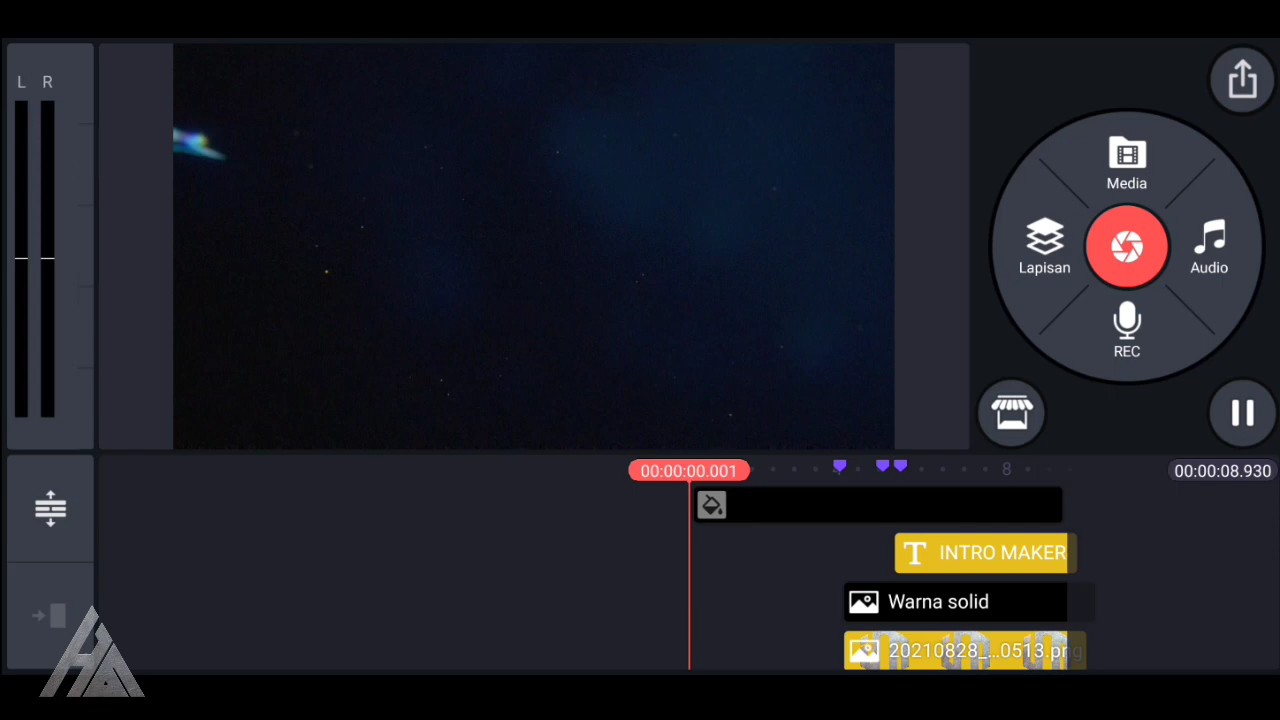 L R
Media
Lapisan
Audio
REC
00:00:00.001
8
00:00:08.930
INTRO MAKER
Warna solid
20210828_...0513.png